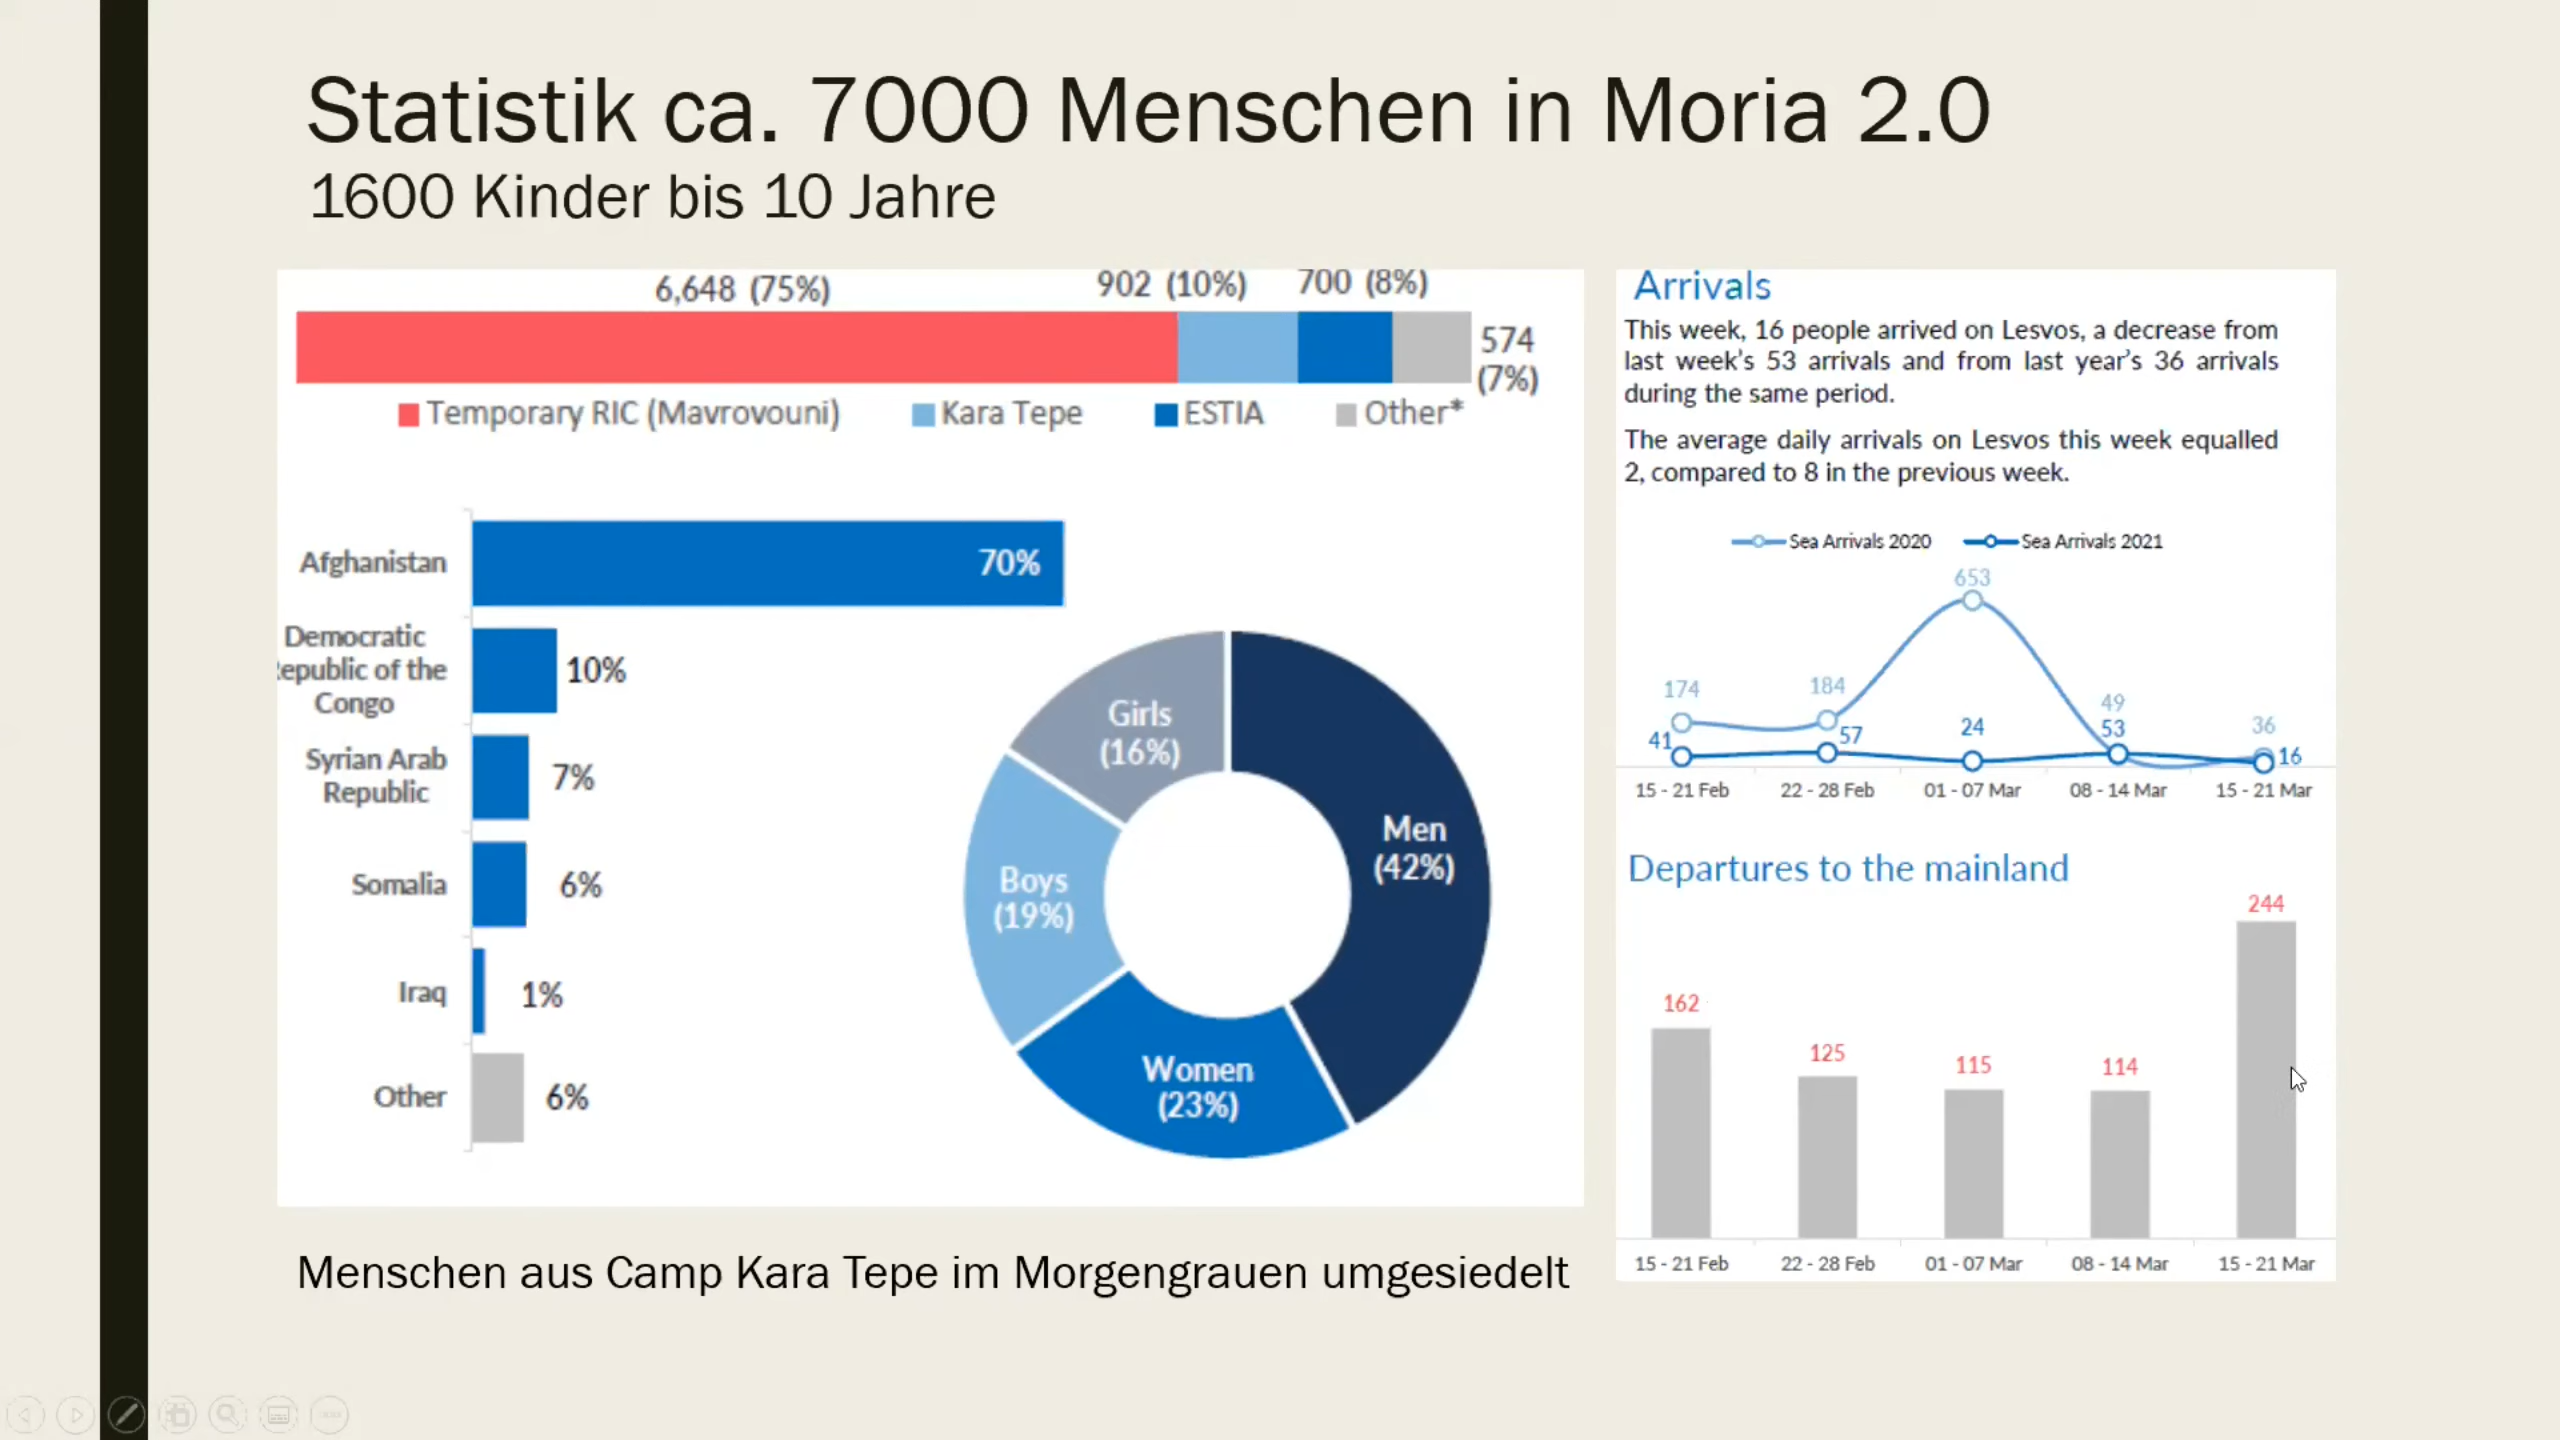 Statistik ca. 7000 Menschen in Moria 2.0
1600 Kinder bis 10 Jahre
6,648 (75%)
902 (10%)
700 (8%)
574
(7%)
Temporary RIC (Mavrovouni)
Kara Tepe
ESTIA
Other*
Afghanistan
70%
Democratic
epublic of the
Congo
10%
Syrian Arab
Republic
7%
Somalia
6%
Iraq
1%
Other
6%
Girls
(16%)
Men
(42%)
Boys
(19%)
Women
(23%)
Menschen aus Camp Kara Tepe im Morgengrauen umgesiedelt
Arrivals
This week, 16 people arrived on Lesvos, a decrease from
last week's 53 arrivals and from last year's 36 arrivals
during the same period.
The average daily arrivals on Lesvos this week equalled
2, compared to 8 in the previous week.
Sea Arrivals 2020
Sea Arrivals 2021
653
174
184
49
36
41
57
24
53
16
15 - 21 Feb
22 - 28 Feb
01 - 07 Mar
08 - 14 Mar
15 - 21 Mar
Departures to the mainland
162
125
115
114
244
15 - 21 Feb
22 - 28 Feb
01 - 07 Mar
08 - 14 Mar
15 - 21 Mar